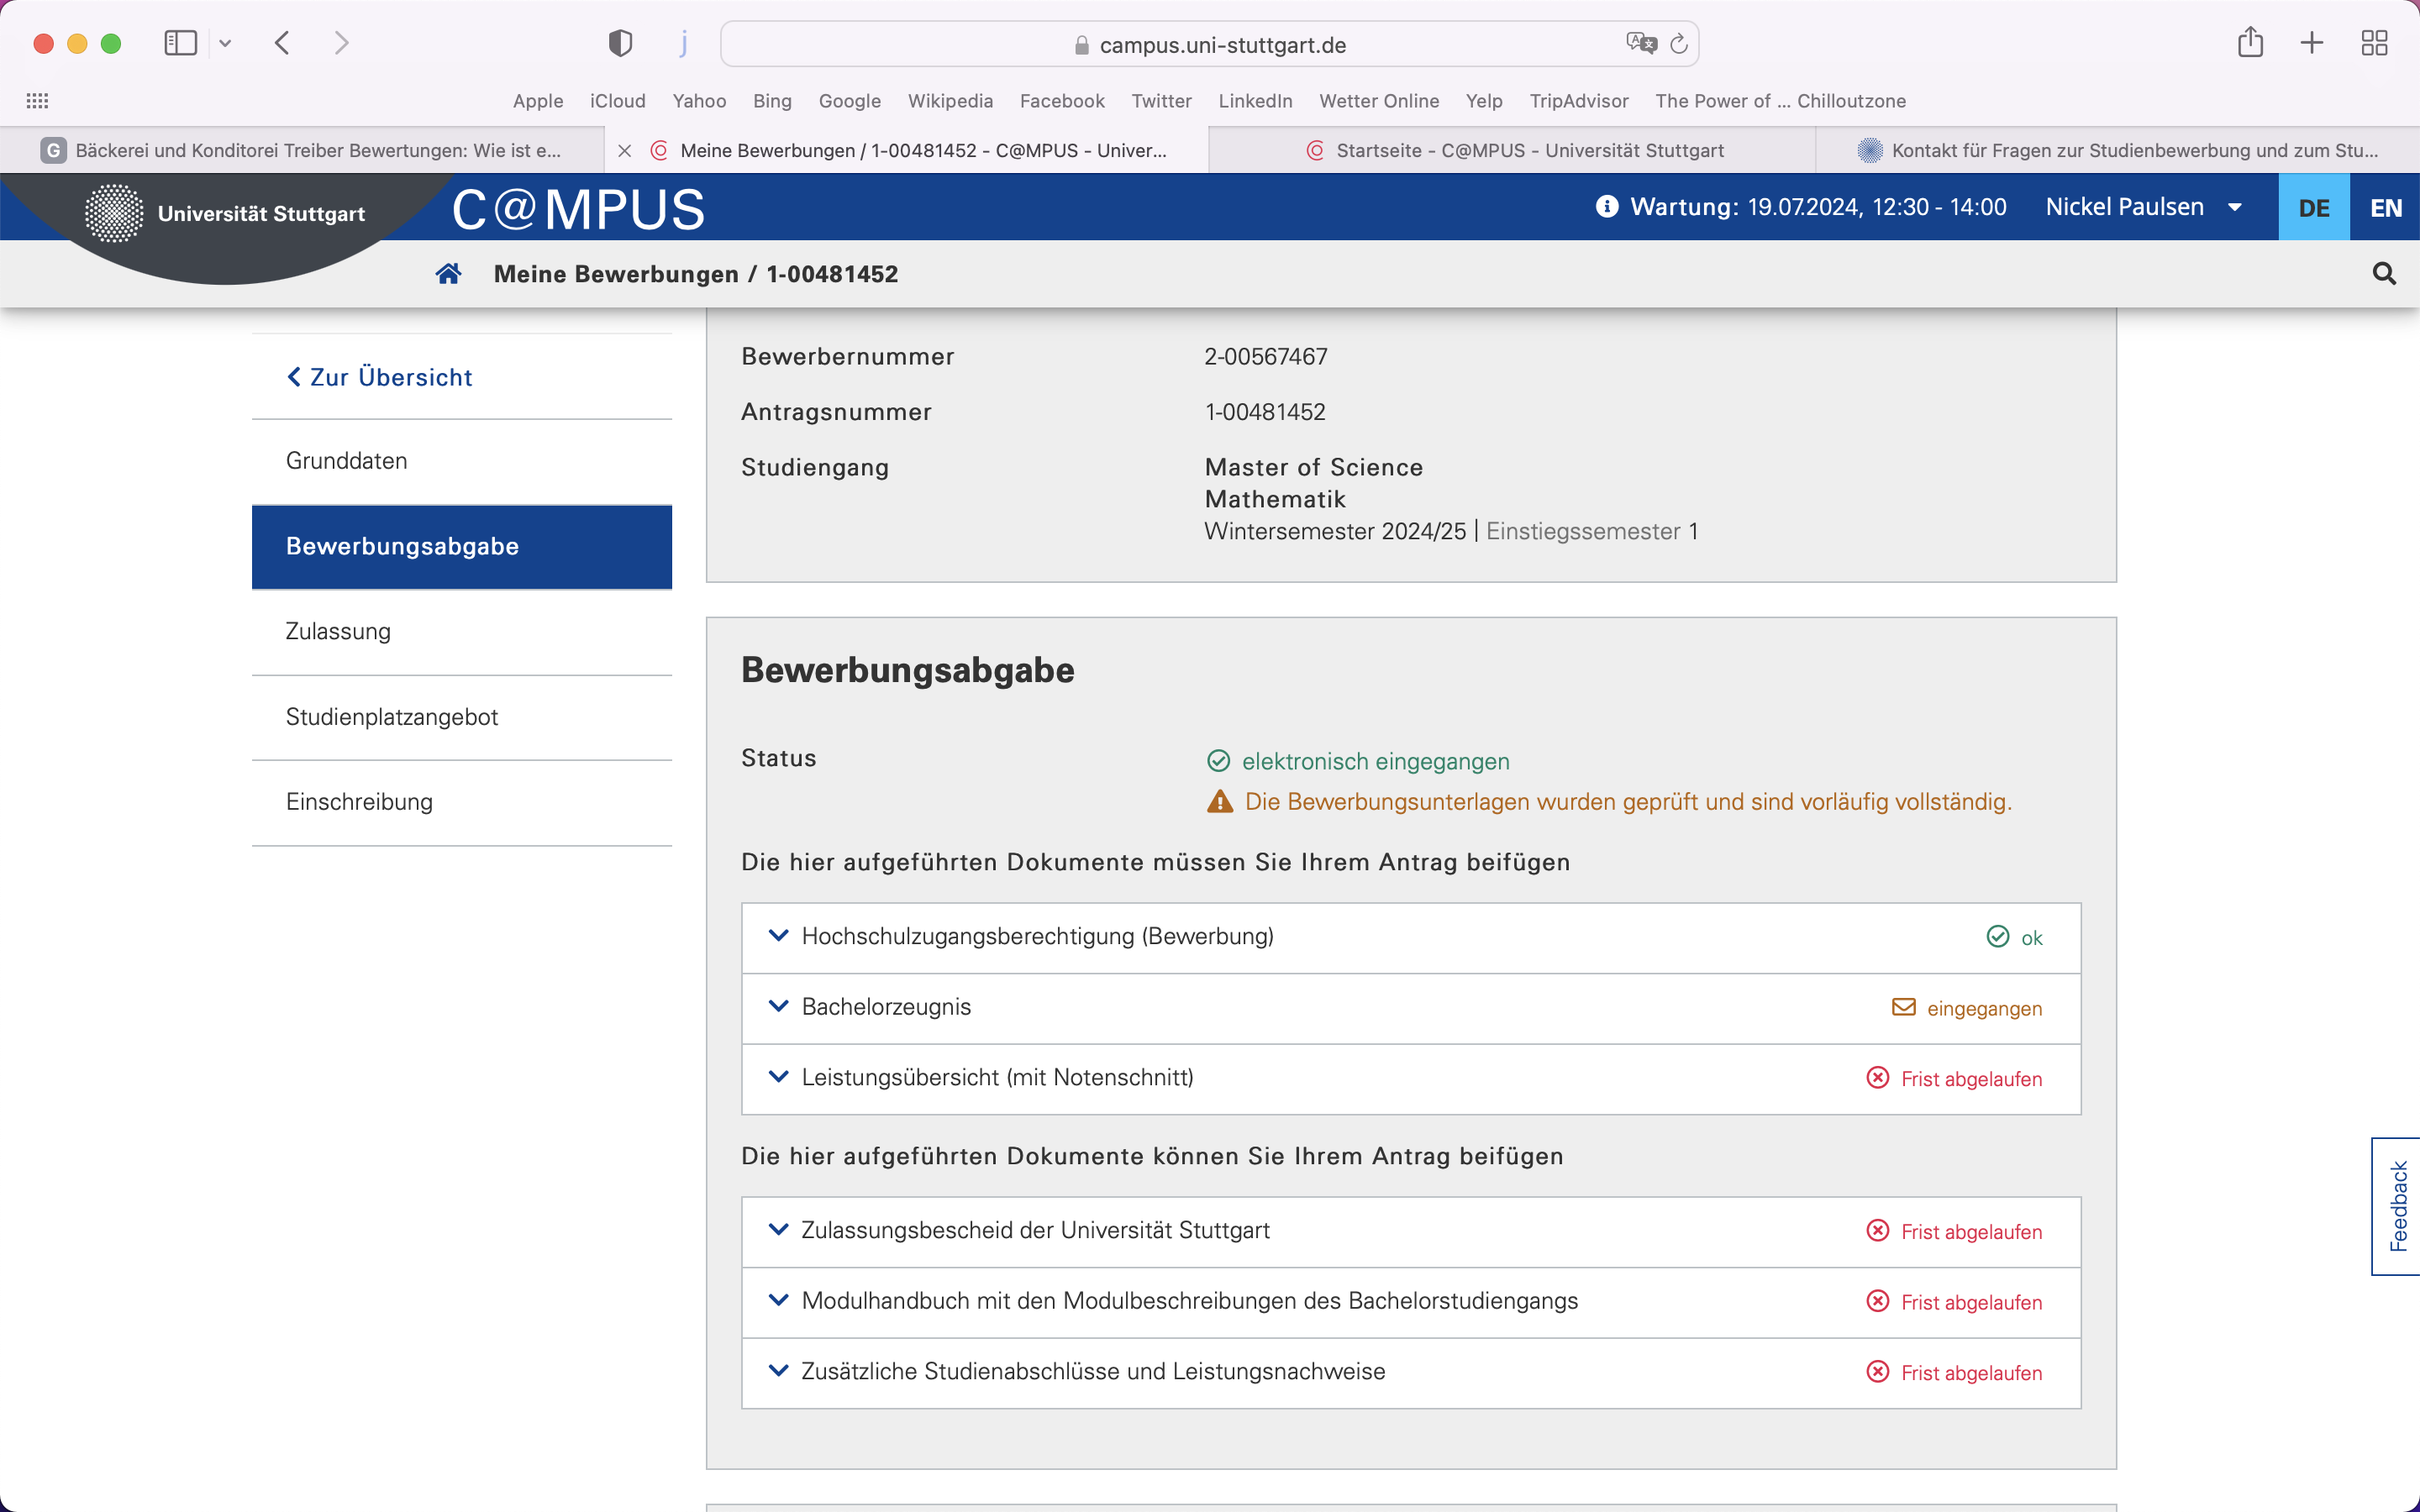 campus.uni-stuttgart.de
Apple iCloud Yahoo Bing Google Wikipedia Facebook Twitter LinkedIn Wetter Online Yelp TripAdvisor The Power of ... Chilloutzone
G Bäckerei und Konditorei Treiber Bewertungen: Wie ist e... Meine Bewerbungen / 1-00481452 - C@MPUS - Univer... Startseite - C@MPUS - Universität Stuttgart Kontakt für Fragen zur Studienbewerbung und zum Stu...
Universität Stuttgart C@MPUS Wartung: 19.07.2024, 12:30 - 14:00 Nickel Paulsen DE EN
Meine Bewerbungen / 1-00481452
Zur Übersicht
Grunddaten
Bewerbungsabgabe
Zulassung
Studienplatzangebot
Einschreibung
Bewerbernummer 2-00567467
Antragsnummer 1-00481452
Studiengang Master of Science
Mathematik
Wintersemester 2024/25 | Einstiegssemester 1
Bewerbungsabgabe
Status elektronisch eingegangen
Die Bewerbungsunterlagen wurden geprüft und sind vorläufig vollständig.
Die hier aufgeführten Dokumente müssen Sie Ihrem Antrag beifügen
Hochschulzugangsberechtigung (Bewerbung) ok
Bachelorzeugnis eingegangen
Leistungsübersicht (mit Notenschnitt) Frist abgelaufen
Die hier aufgeführten Dokumente können Sie Ihrem Antrag beifügen
Zulassungsbescheid der Universität Stuttgart Frist abgelaufen
Modulhandbuch mit den Modulbeschreibungen des Bachelorstudiengangs Frist abgelaufen
Zusätzliche Studienabschlüsse und Leistungsnachweise Frist abgelaufen
Feedback